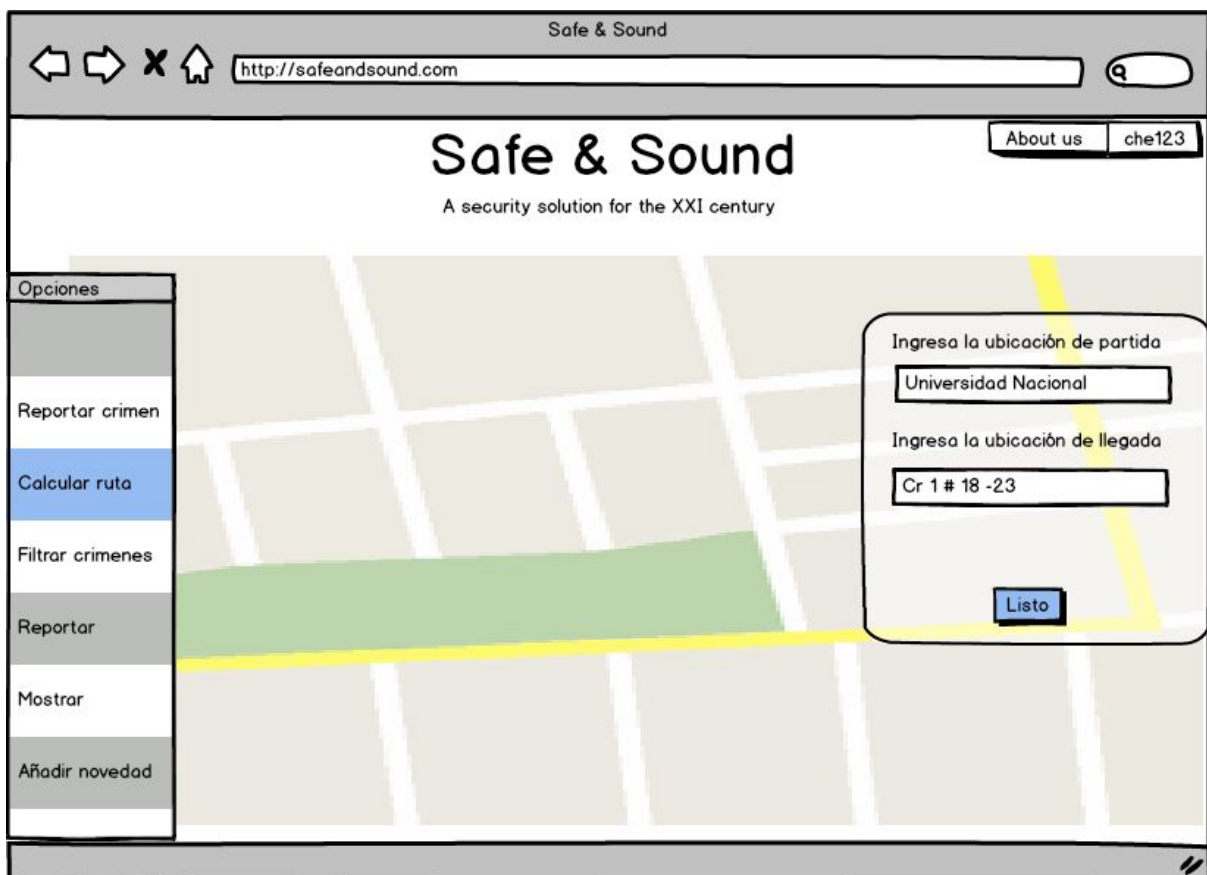 Safe & Sound
http://safeandsound.com
About us
che123
Safe & Sound
A security solution for the XXI century
Opciones
Reportar crimen
Calcular ruta
Filtrar crimenes
Reportar
Mostrar
Añadir novedad
Ingresa la ubicación de partida
Universidad Nacional
Ingresa la ubicación de llegada
Cr 1 # 18 -23
Listo